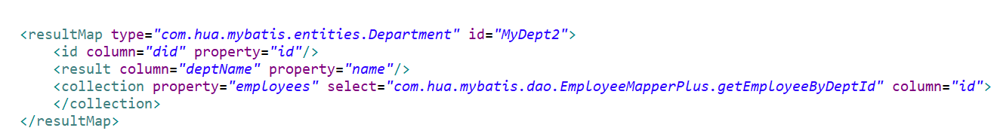 <resultMap type="com.hua.mybatis.entities.Department" id="MyDept2">
    <id column="did" property="id"/>
    <result column="deptName" property="name"/>
    <collection property="employees" select="com.hua.mybatis.dao.EmployeeMapperPlus.getEmployeeByDeptId" column="id">
    </collection>
</resultMap>